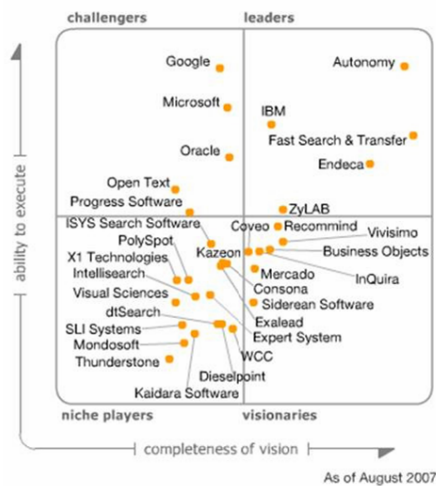 challengers
leaders
Google
Autonomy
Microsoft
IBM
Fast Search & Transfer
Oracle
Endeca
Open Text
Progress Software
ZyLAB
ISYS Search Software
Coveo
Recommind
PolySpot
Vivisimo
Kazeon
Business Objects
X1 Technologies
Intellisearch
Mercado
InQuira
Visual Sciences
Consona
Siderean Software
dtSearch
Exalead
SLI Systems
Expert System
Mondosoft
WCC
Thunderstone
Dieselpoint
Kaidara Software
niche players
visionaries
ability to execute
completeness of vision
As of August 2007